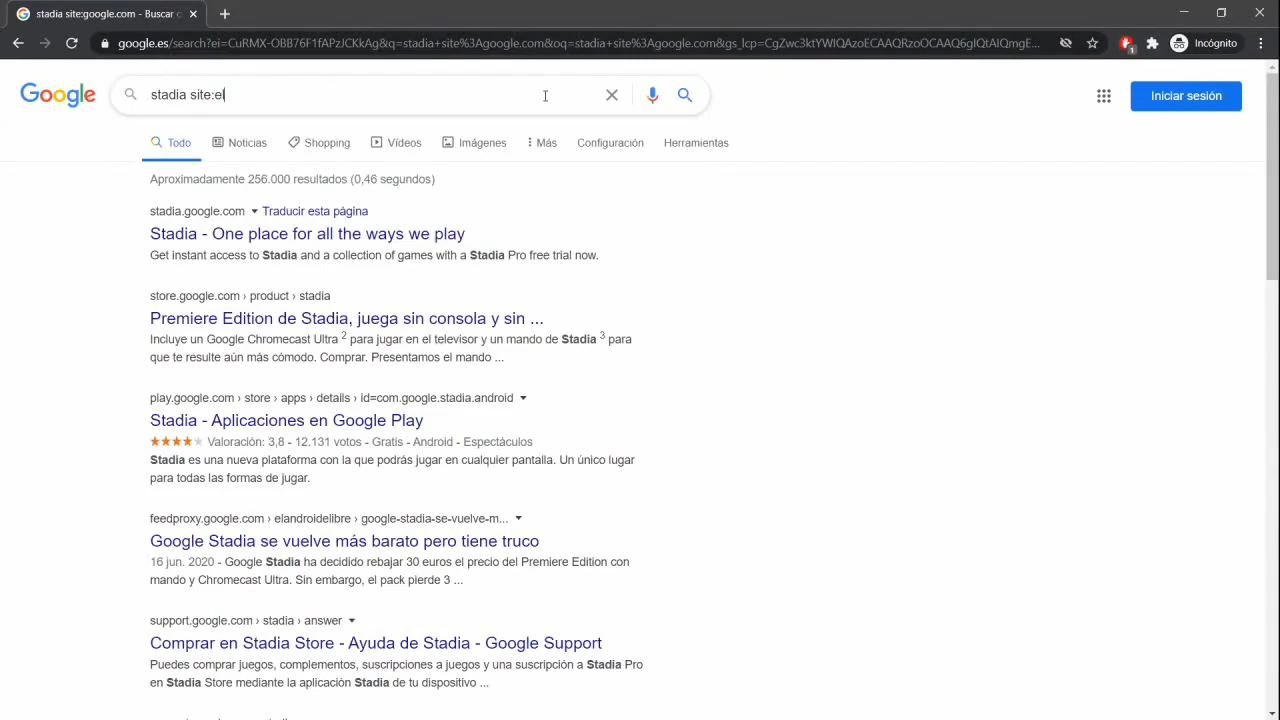 stadia site:google.com - Buscar c
google.es/search?ei=CuRMX-OBB76F1fAPzJCKkAg&q=stadia+site%3Agoogle.com&oq=stadia+site%3Agoogle.com&gs_lcp=CgZwc3ktYWIQAzoECAAQRzoOCAAQ6gIQtAIQmgE...
1
Incógnito
Google
stadia site:el
Iniciar sesión
Todo Noticias Shopping Vídeos Imágenes Más Configuración Herramientas
Aproximadamente 256.000 resultados (0,46 segundos)
stadia.google.com Traducir esta página
Stadia - One place for all the ways we play
Get instant access to Stadia and a collection of games with a Stadia Pro free trial now.
store.google.com › product › stadia
Premiere Edition de Stadia, juega sin consola y sin ...
Incluye un Google Chromecast Ultra 2 para jugar en el televisor y un mando de Stadia 3 para
que te resulte aún más cómodo. Comprar. Presentamos el mando ...
play.google.com › store › apps › details › id=com.google.stadia.android
Stadia - Aplicaciones en Google Play
Valoración: 3,8 - 12.131 votos - Gratis - Android - Espectáculos
Stadia es una nueva plataforma con la que podrás jugar en cualquier pantalla. Un único lugar
para todas las formas de jugar.
feedproxy.google.com › elandroidelibre › google-stadia-se-vuelve-m...
Google Stadia se vuelve más barato pero tiene truco
16 jun. 2020 - Google Stadia ha decidido rebajar 30 euros el precio del Premiere Edition con
mando y Chromecast Ultra. Sin embargo, el pack pierde 3 ...
support.google.com › stadia › answer
Comprar en Stadia Store - Ayuda de Stadia - Google Support
Puedes comprar juegos, complementos, suscripciones a juegos y una suscripción a Stadia Pro
en Stadia Store mediante la aplicación Stadia de tu dispositivo ...